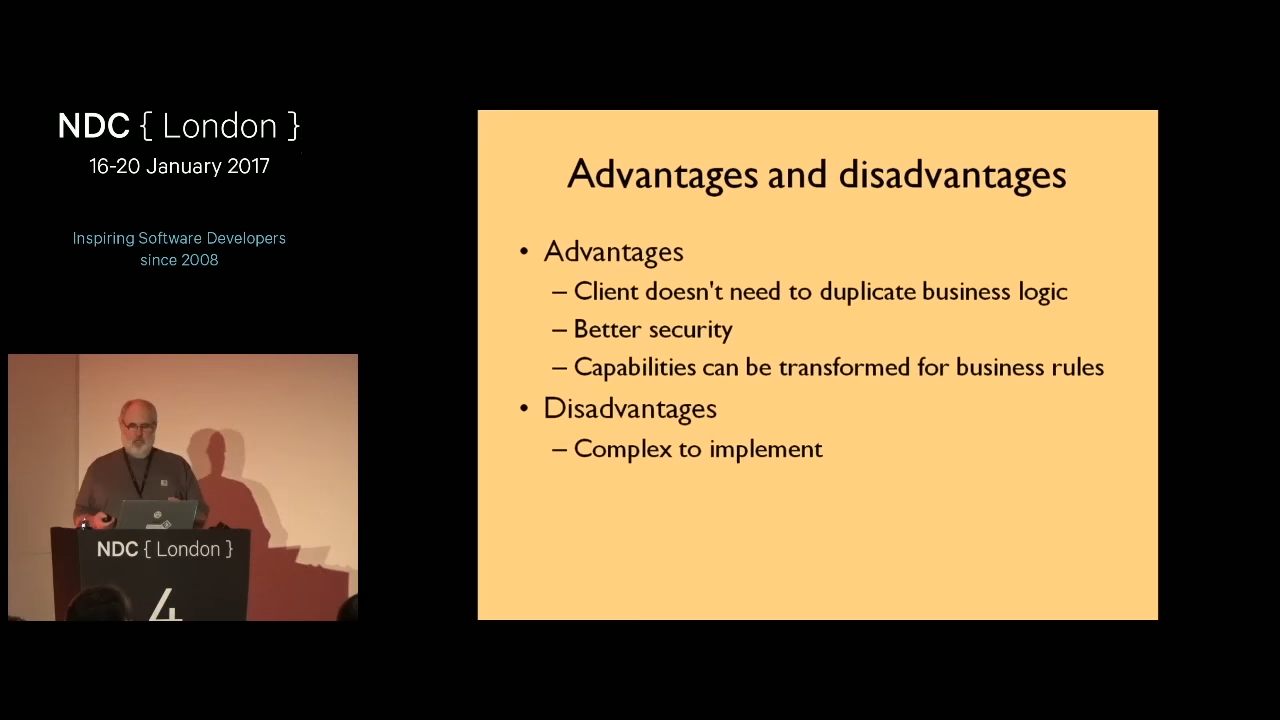 NDC { London }
16-20 January 2017
Inspiring Software Developers
since 2008
Advantages and disadvantages
• Advantages
– Client doesn't need to duplicate business logic
– Better security
– Capabilities can be transformed for business rules
• Disadvantages
– Complex to implement
NDC { London }
4